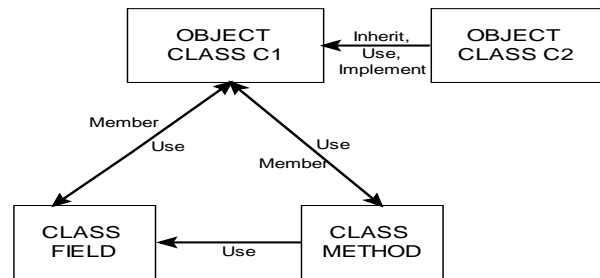 OBJECT
CLASS C1
Inherit,
Use,
Implement
OBJECT
CLASS C2
Member
Use
Use
Member
CLASS
FIELD
Use
CLASS
METHOD